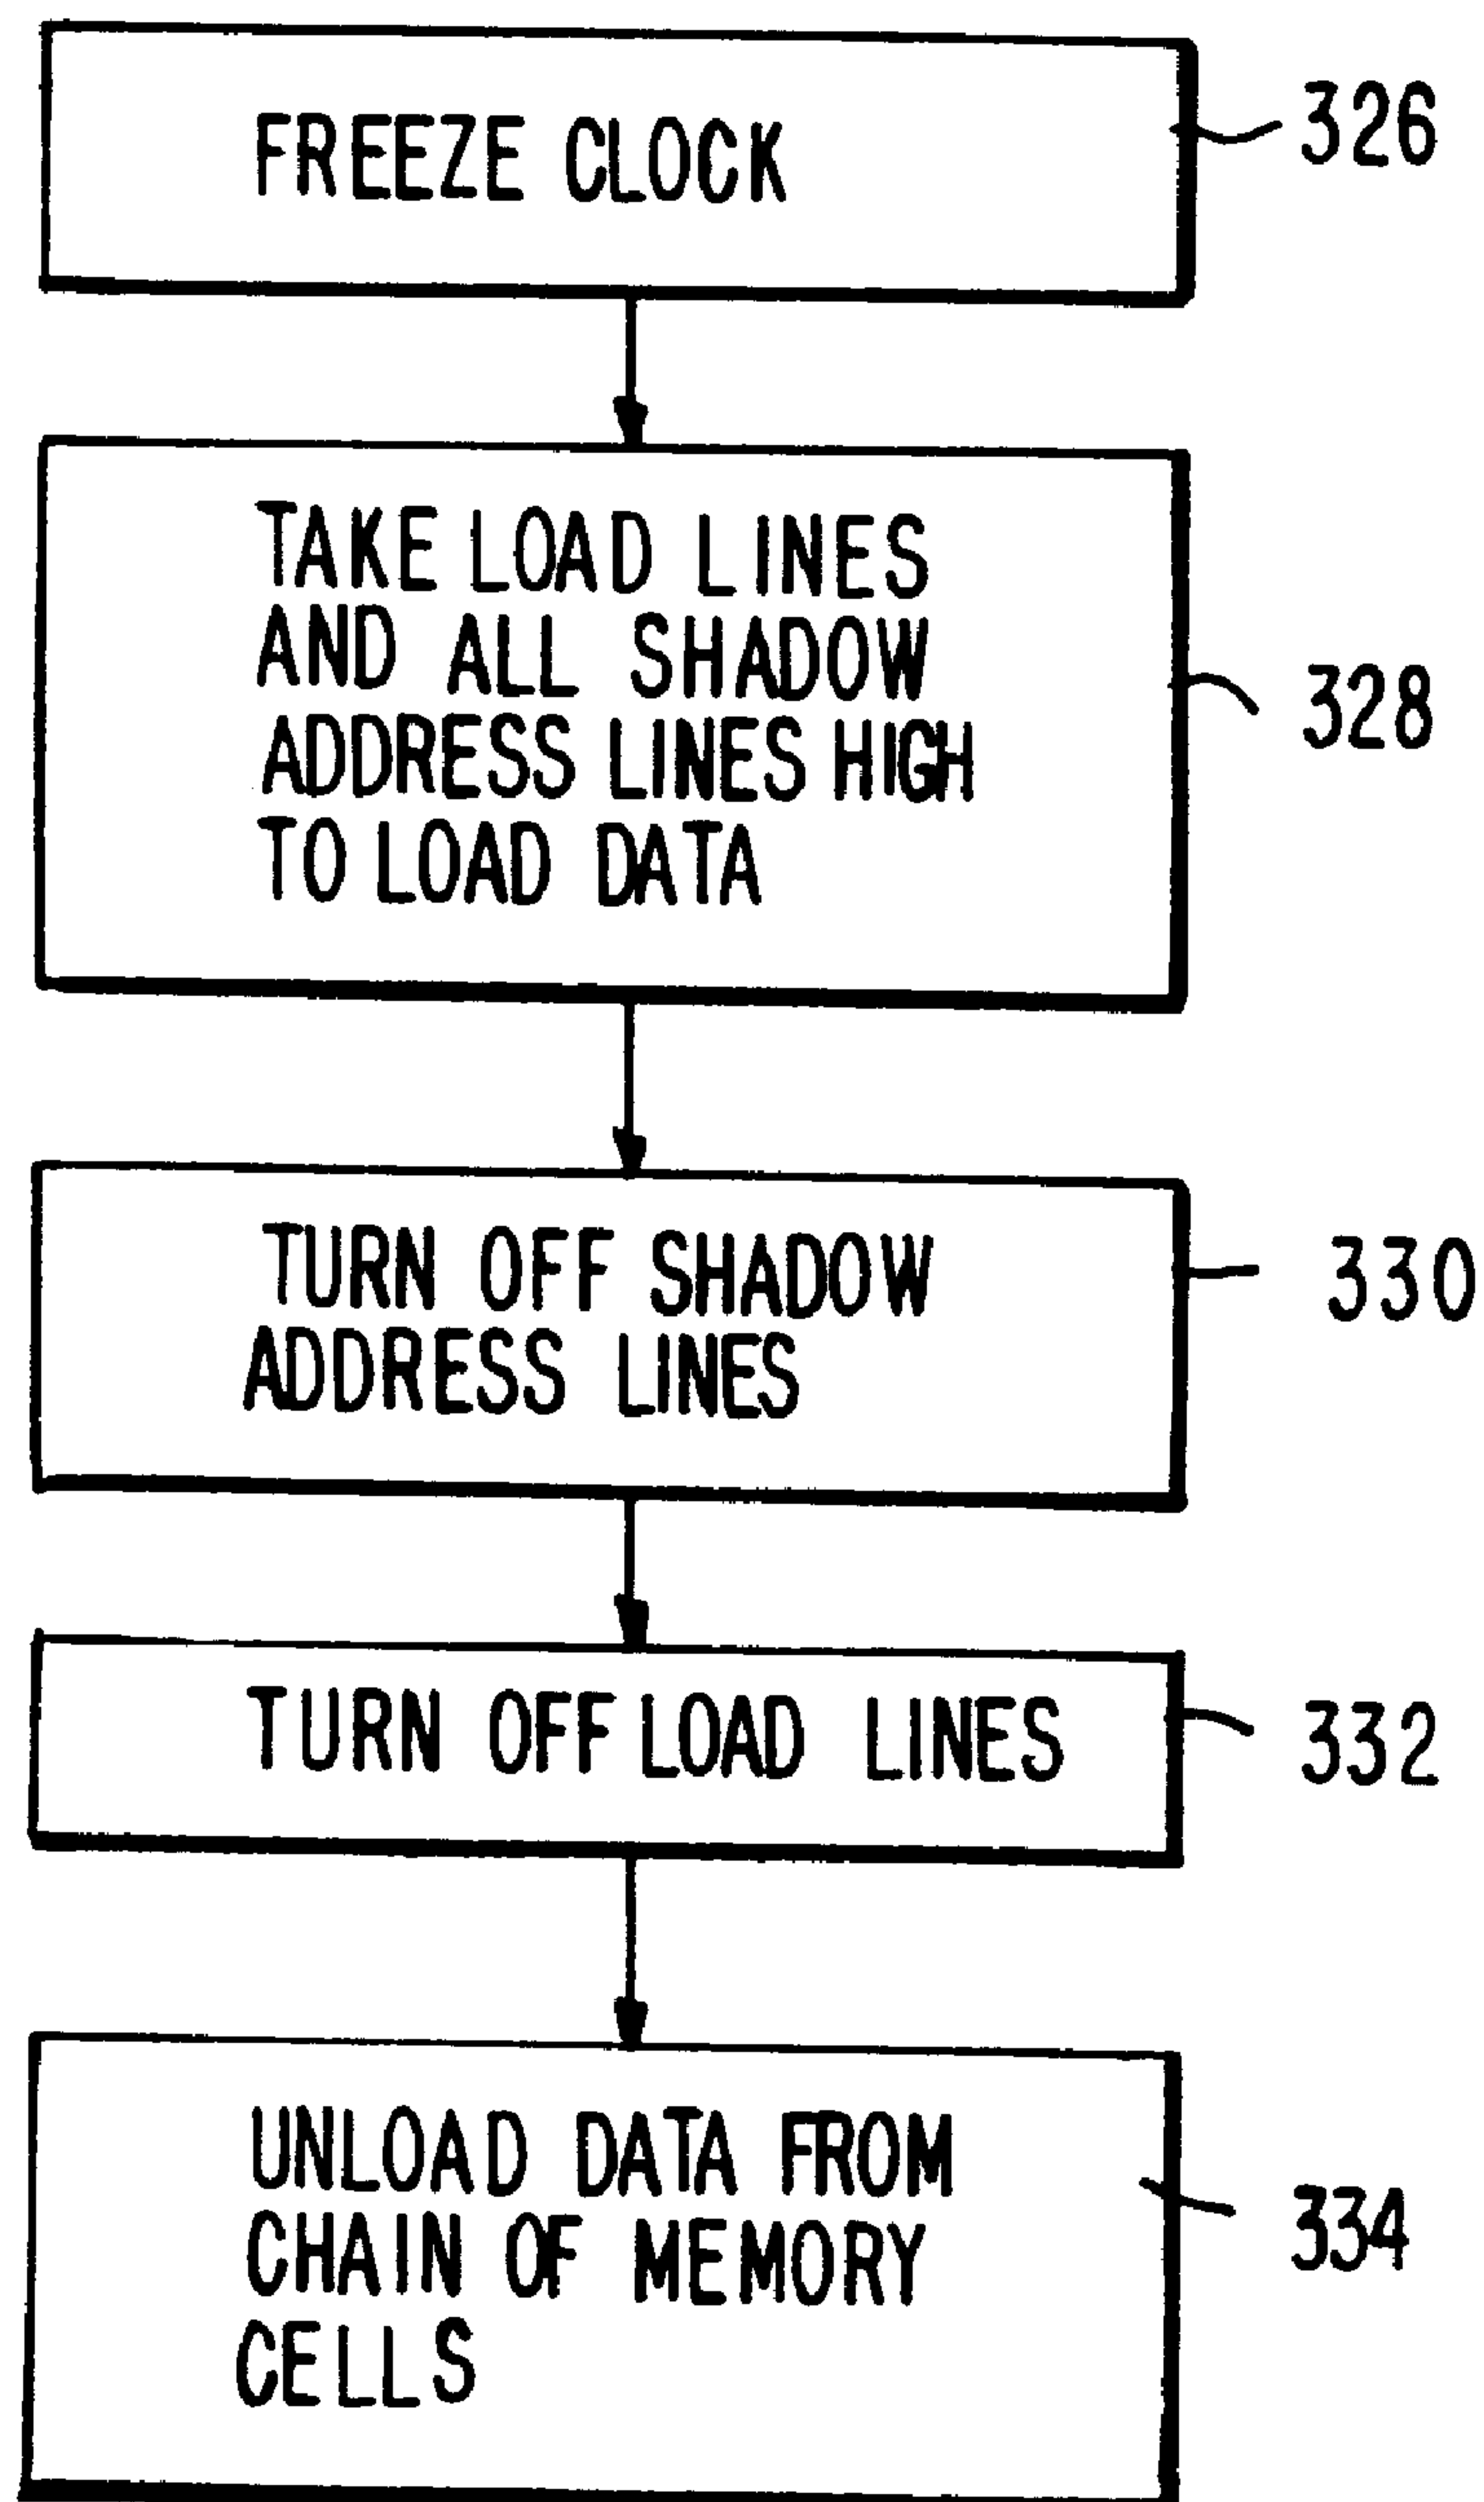 FREEZE CLOCK
326
TAKE LOAD LINES
AND ALL SHADOW
ADDRESS LINES HIGH
TO LOAD DATA
328
TURN OFF SHADOW
ADDRESS LINES
330
TURN OFF LOAD LINES
332
UNLOAD DATA FROM
CHAIN OF MEMORY
CELLS
334